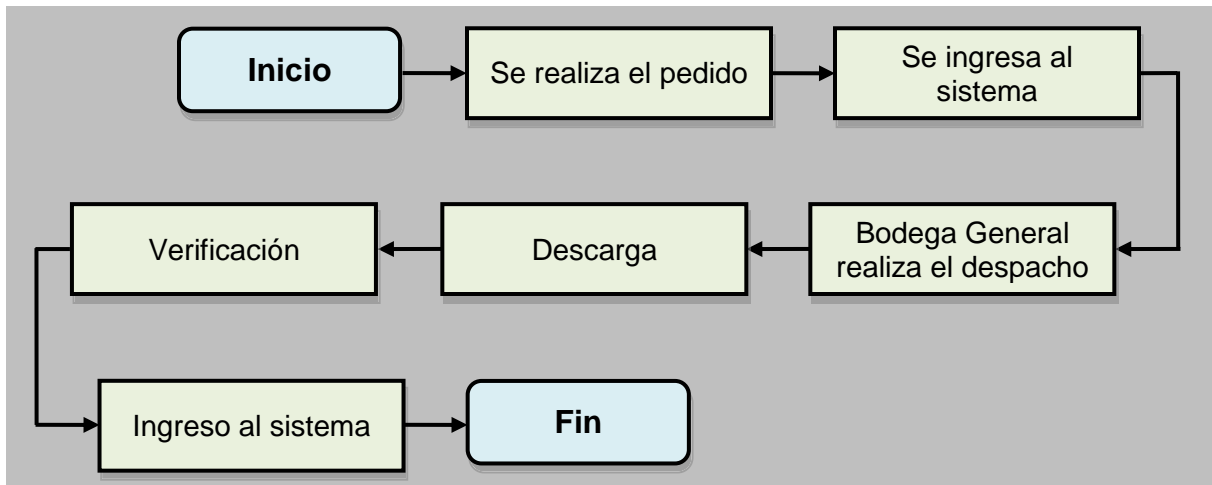 Inicio
Se realiza el pedido
Se ingresa al
sistema
Bodega General
realiza el despacho
Descarga
Verificación
Ingreso al sistema
Fin